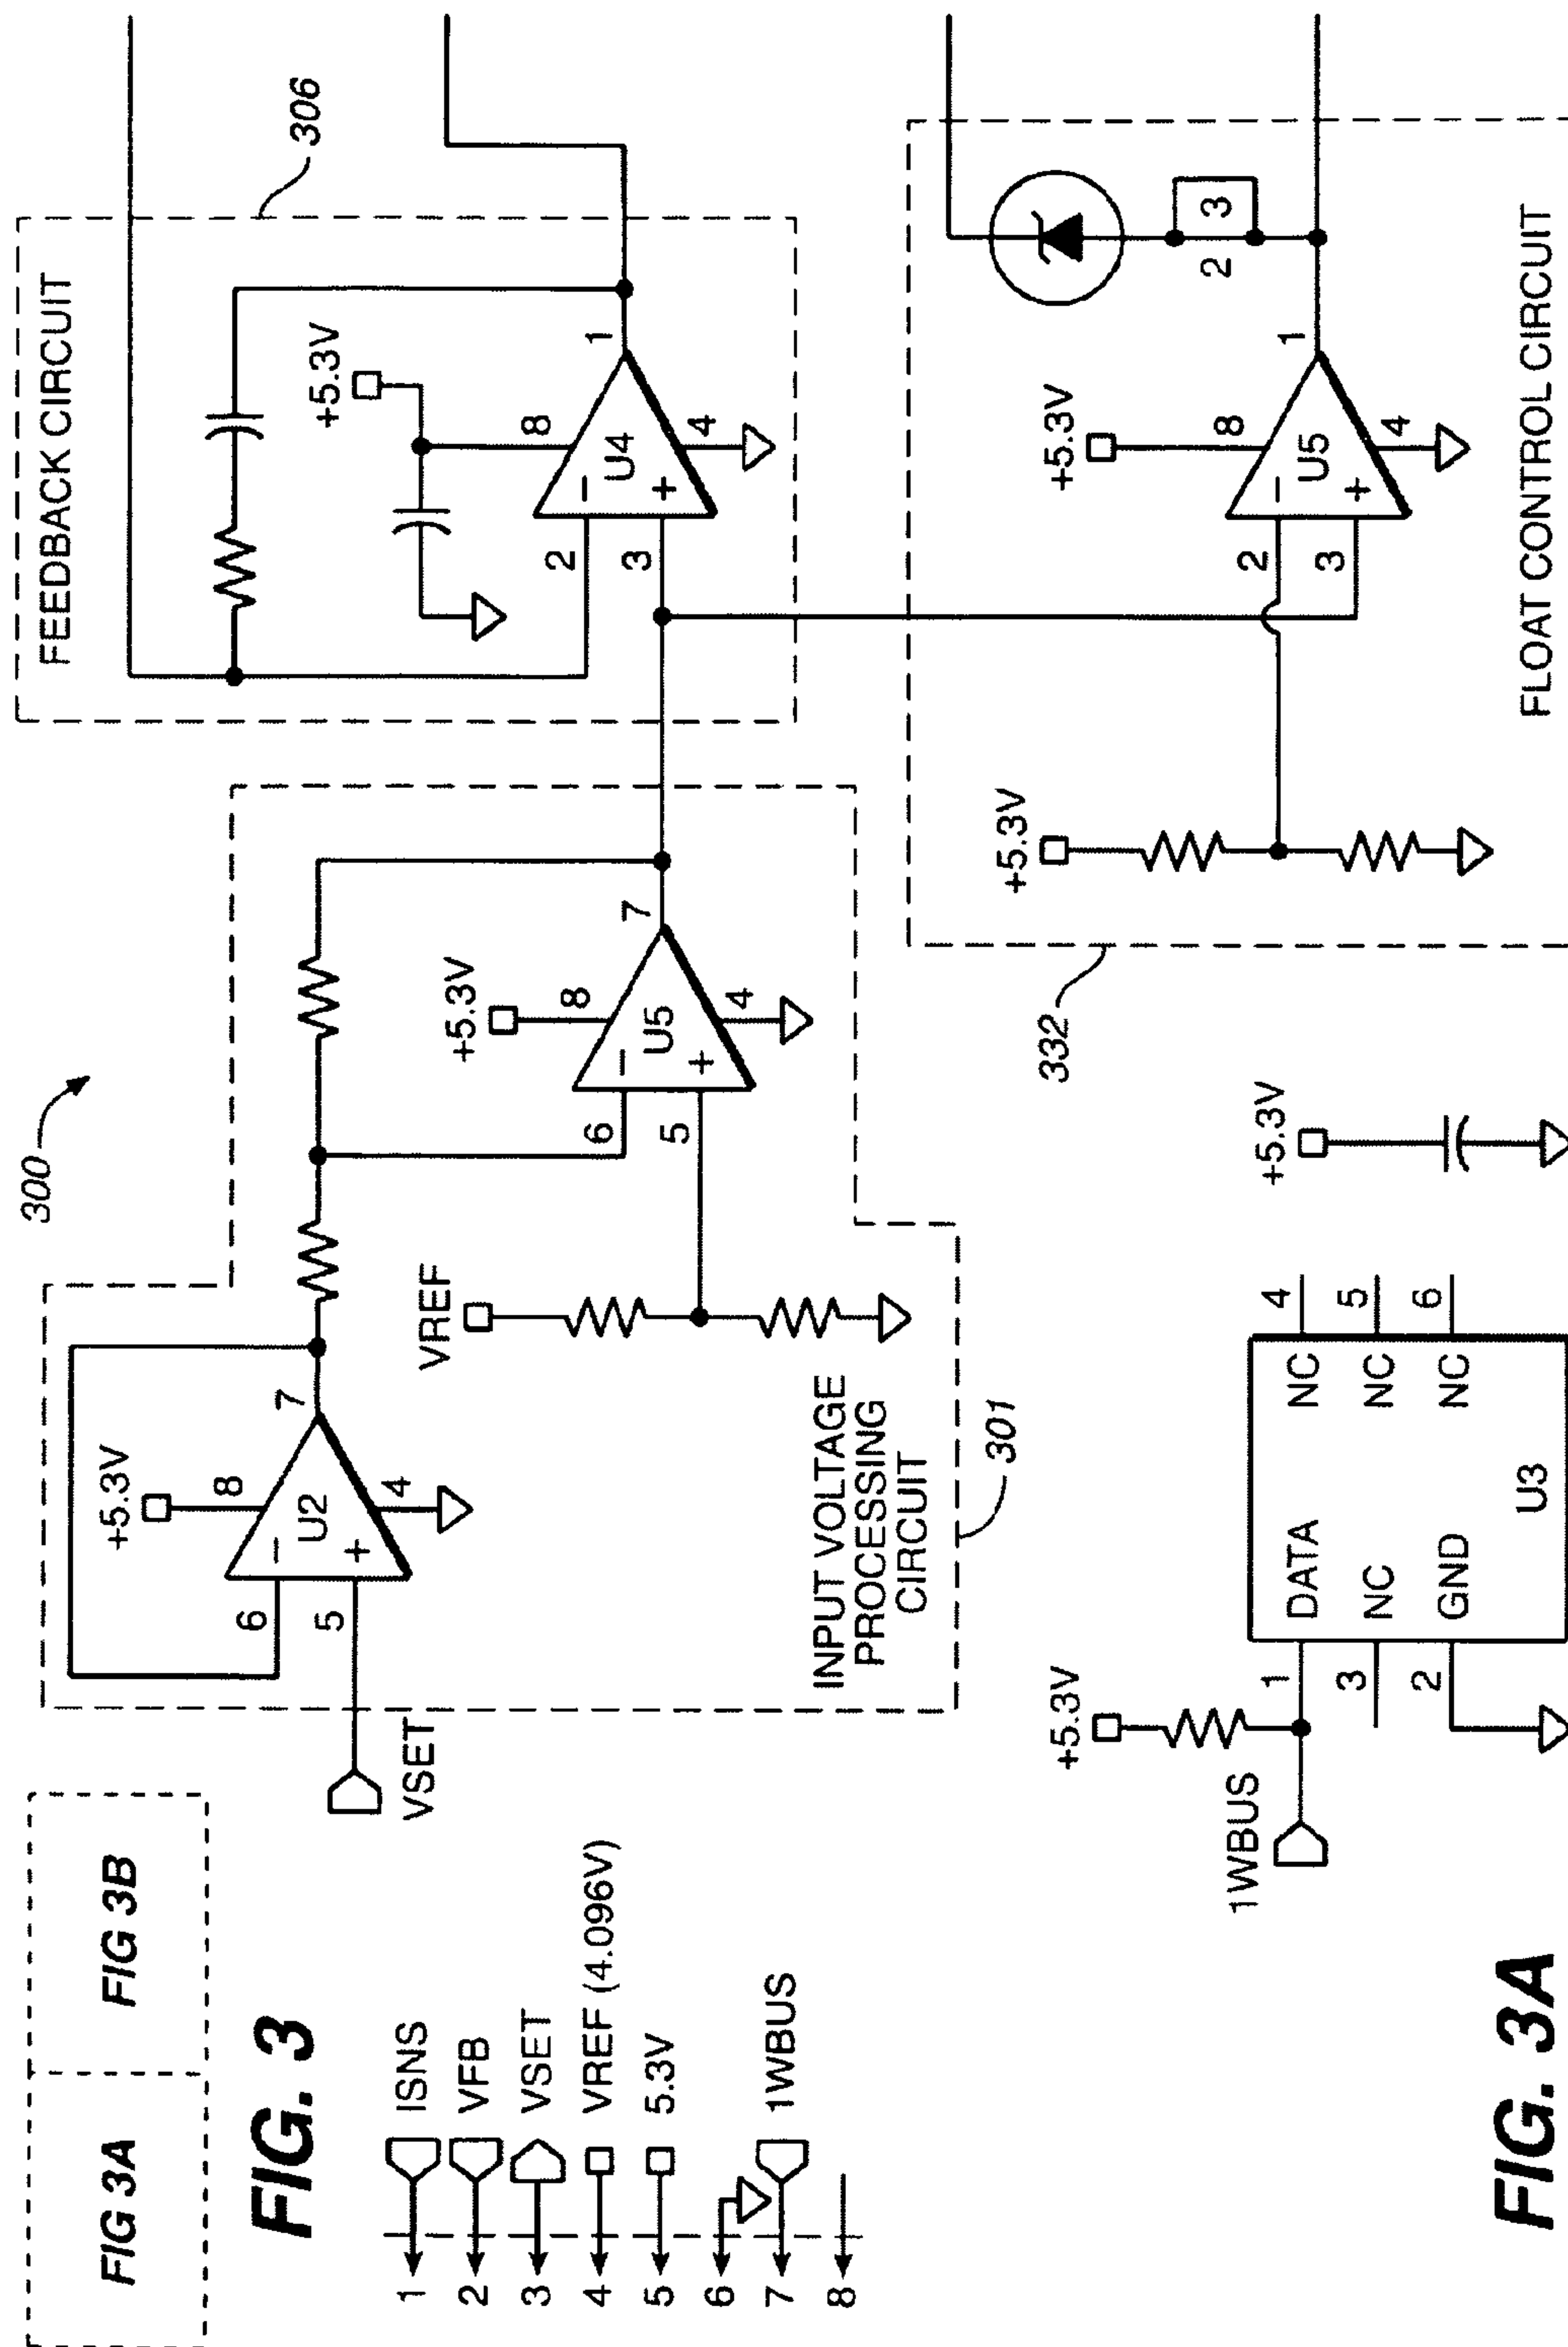 FIG 3A
FIG 3B
FIG. 3
1 ISNS
2 VFB
3 VSET
4 VREF (4.096V)
5 5.3V
6
7 1WBUS
8
300
VSET
5
6
+5.3V
8
U2
−
+
4
7
INPUT VOLTAGE
PROCESSING
CIRCUIT
301
VREF
5
6
+5.3V
8
U5
−
+
4
7
FEEDBACK CIRCUIT
306
2
3
+5.3V
8
U4
−
+
4
1
332
+5.3V
2
3
+5.3V
8
U5
−
+
4
1
2
3
FLOAT CONTROL CIRCUIT
1WBUS
+5.3V
1
3
2
DATA
NC
GND
NC
NC
NC
U3
4
5
6
+5.3V
FIG. 3A